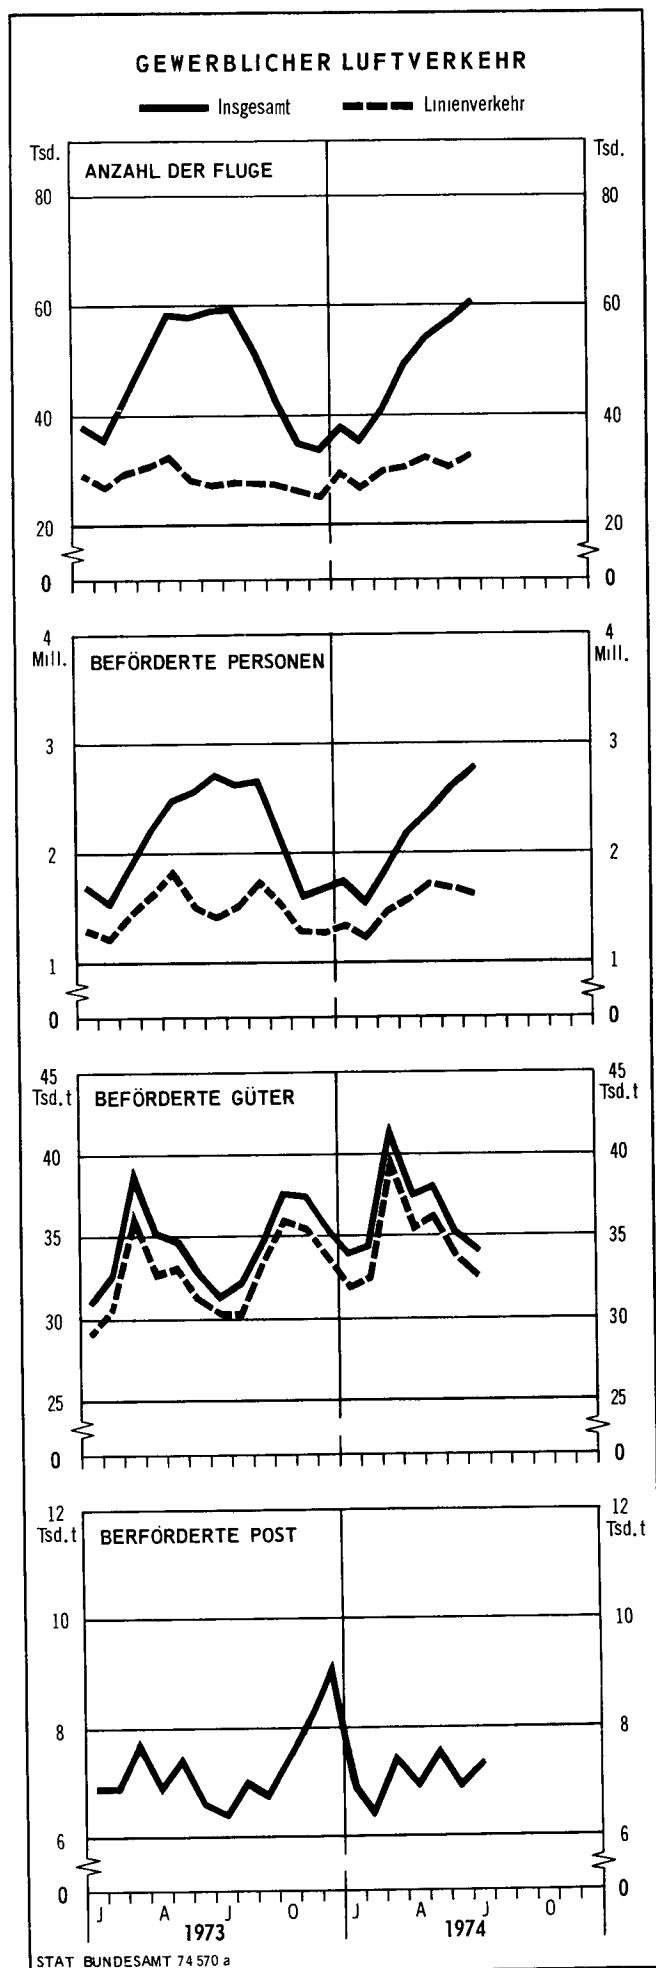 GEWERBLICHER LUFTVERKEHR
Insgesamt Linienverkehr
Tsd. Tsd.
ANZAHL DER FLUGE
80 80
60 60
40 40
20 20
0 0
4 4
Mill. Mill.
BEFÖRDERTE PERSONEN
3 3
2 2
1 1
0 0
45 45
Tsd.t Tsd.t
BEFÖRDERTE GÜTER
40 40
35 35
30 30
25 25
0 0
12 12
Tsd.t Tsd.t
BERFÖRDERTE POST
10 10
8 8
6 6
0 0
J A J O J A J O
1973 1974
STAT BUNDESAMT 74 570 a